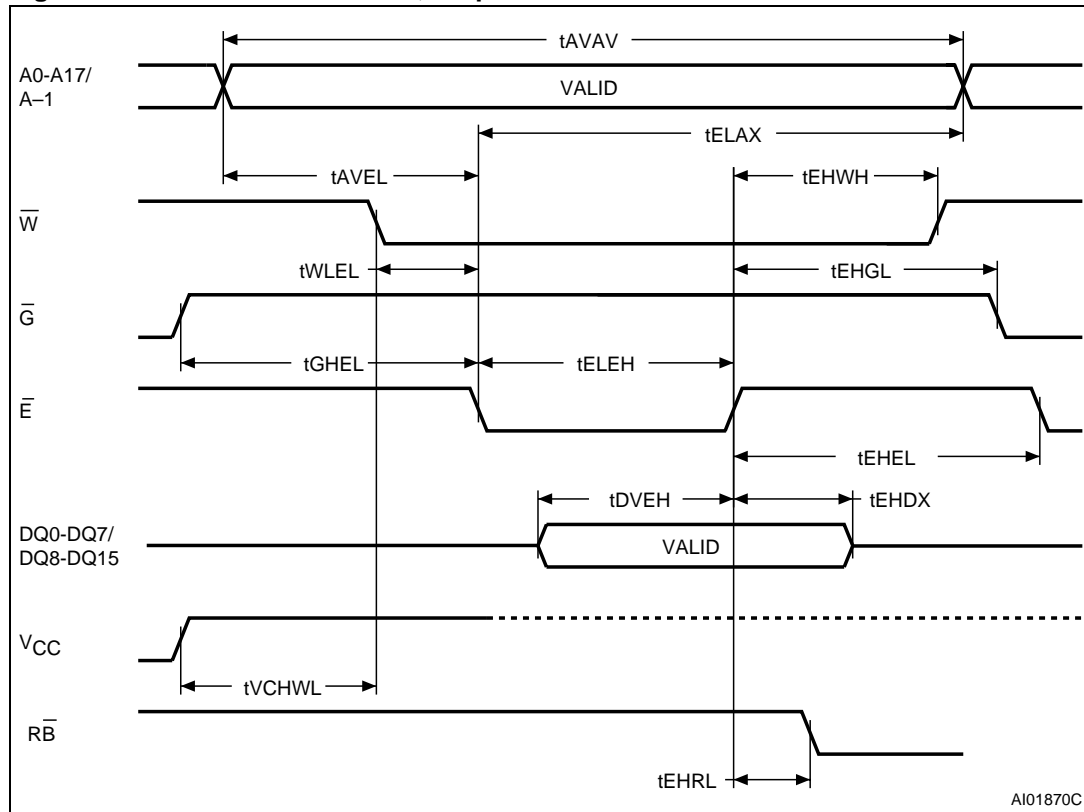 tAVAV
A0-A17/
A–1
VALID
tELAX
tAVEL
tEHWH
W̅
tWLEL
tEHGL
G̅
tGHEL
tELEH
E̅
tEHEL
tDVEH
tEHDX
DQ0-DQ7/
DQ8-DQ15
VALID
VCC
tVCHWL
RB̅
tEHRL
AI01870C